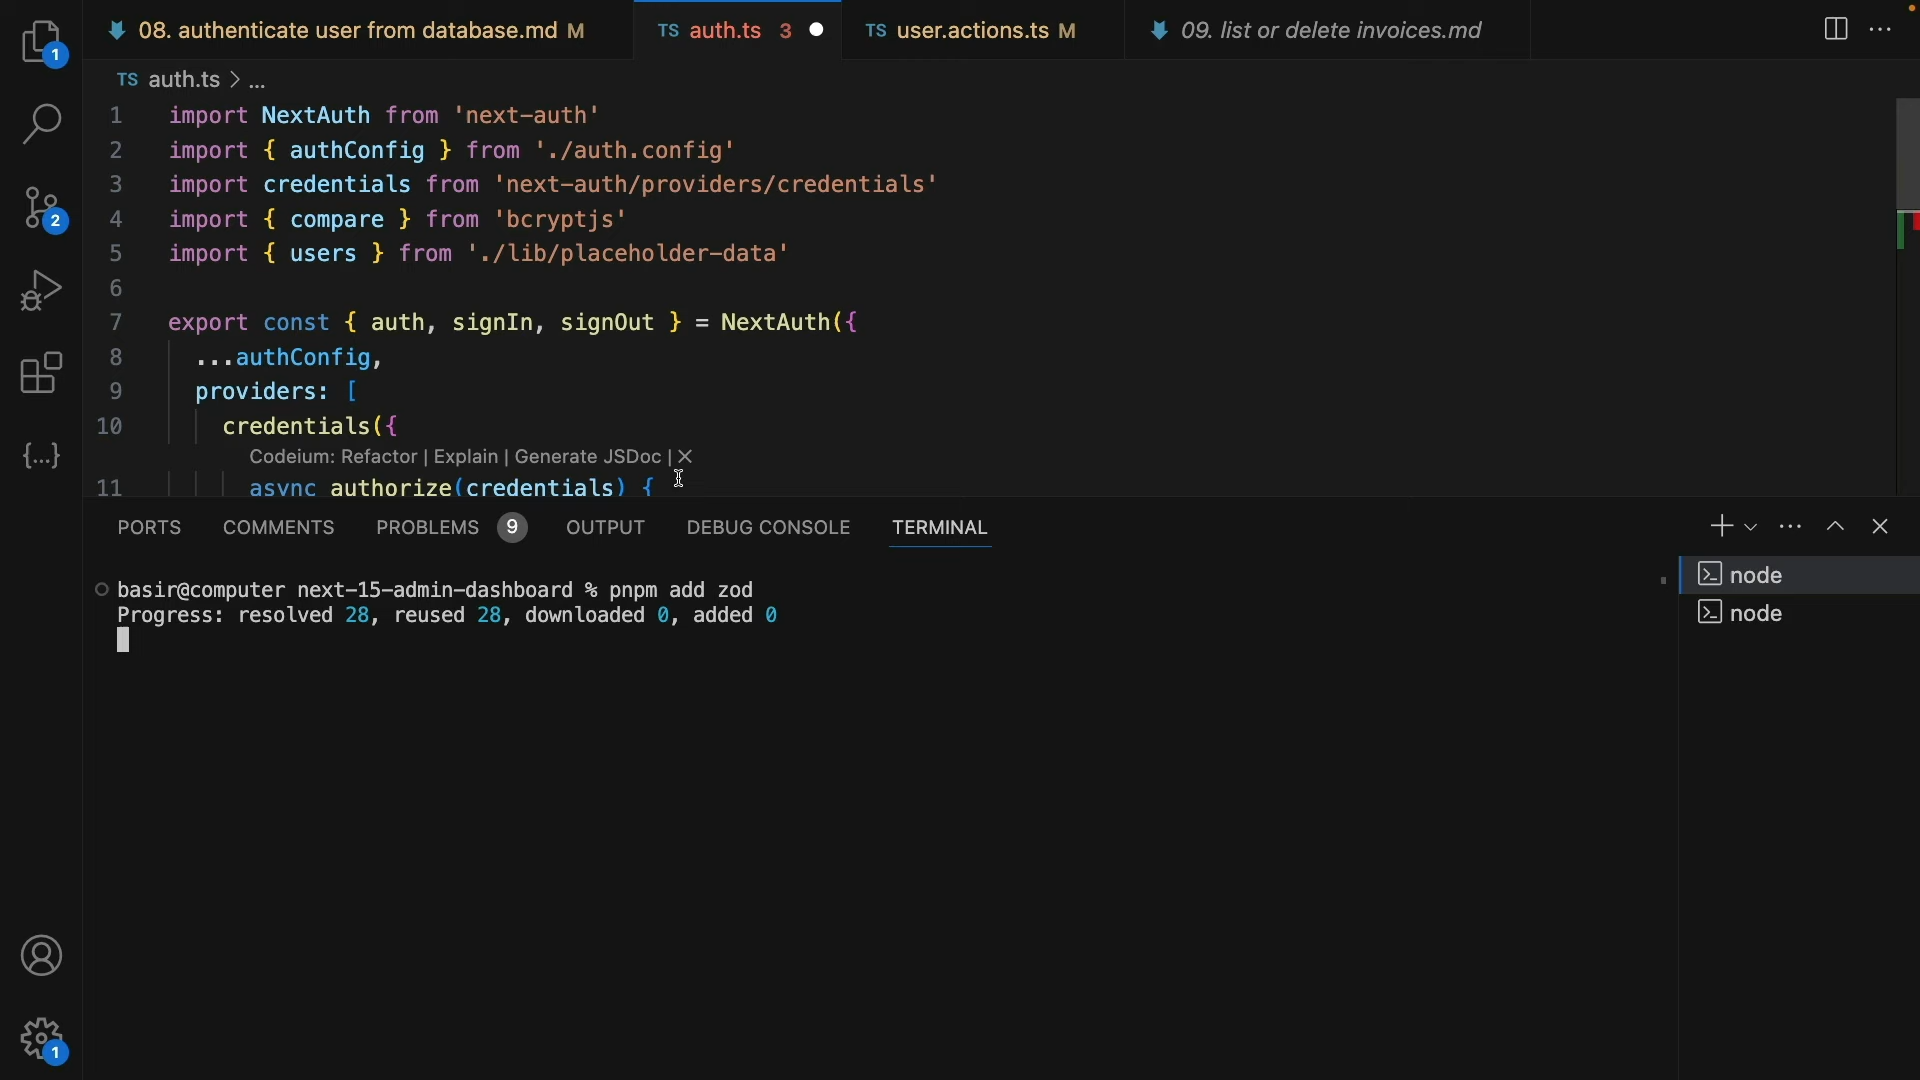 08. authenticate user from database.md M
TS auth.ts 3
TS user.actions.ts M
09. list or delete invoices.md
TS auth.ts > ...
1 import NextAuth from 'next-auth'
2 import { authConfig } from './auth.config'
3 import credentials from 'next-auth/providers/credentials'
4 import { compare } from 'bcryptjs'
5 import { users } from './lib/placeholder-data'
6
7 export const { auth, signIn, signOut } = NextAuth({
8 ...authConfig,
9 providers: [
10 credentials({
Codeium: Refactor | Explain | Generate JSDoc | X
11 async authorize(credentials) {
PORTS COMMENTS PROBLEMS 9 OUTPUT DEBUG CONSOLE TERMINAL
basir@computer next-15-admin-dashboard % pnpm add zod
Progress: resolved 28, reused 28, downloaded 0, added 0
node
node
1
2
1